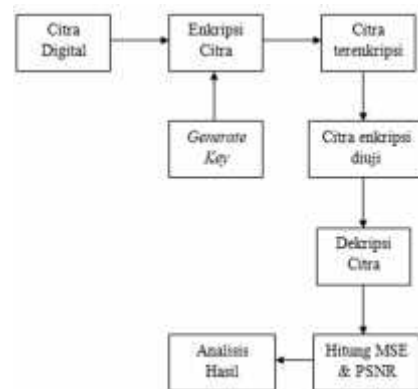 Citra
Digital
Enkripsi
Citra
Citra
terenkripsi
Generate
Key
Citra enkripsi
diuji
Dekripsi
Citra
Hitung MSE
& PSNR
Analisis
Hasil